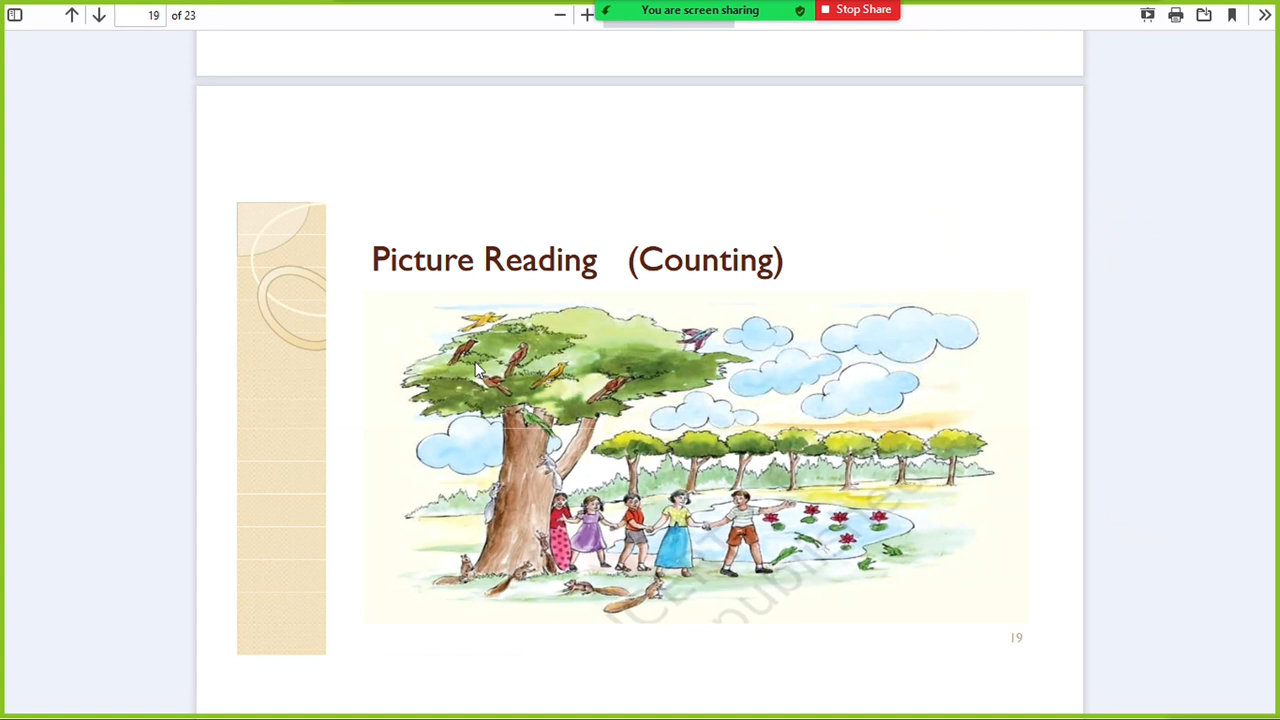 19 of 23
You are screen sharing
Stop Share
Picture Reading (Counting)
19